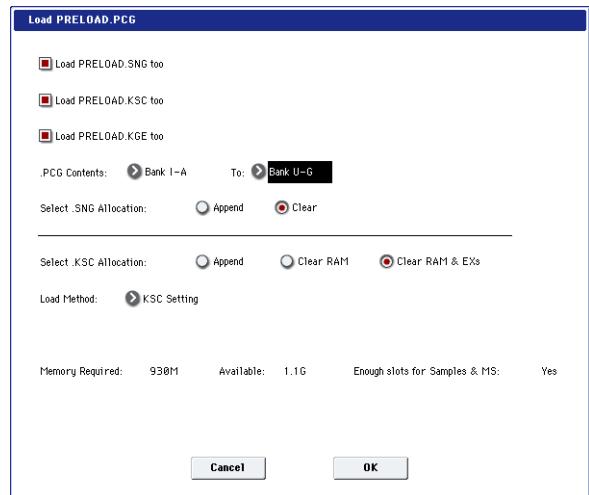 Load PRELOAD.PCG
Load PRELOAD.SNG too
Load PRELOAD.KSC too
Load PRELOAD.KGE too
.PCG Contents: Bank I-A To: Bank U-G
Select .SNG Allocation: Append Clear
Select .KSC Allocation: Append Clear RAM Clear RAM & EXs
Load Method: KSC Setting
Memory Required: 930M Available: 1.1G Enough slots for Samples & MS: Yes
Cancel OK